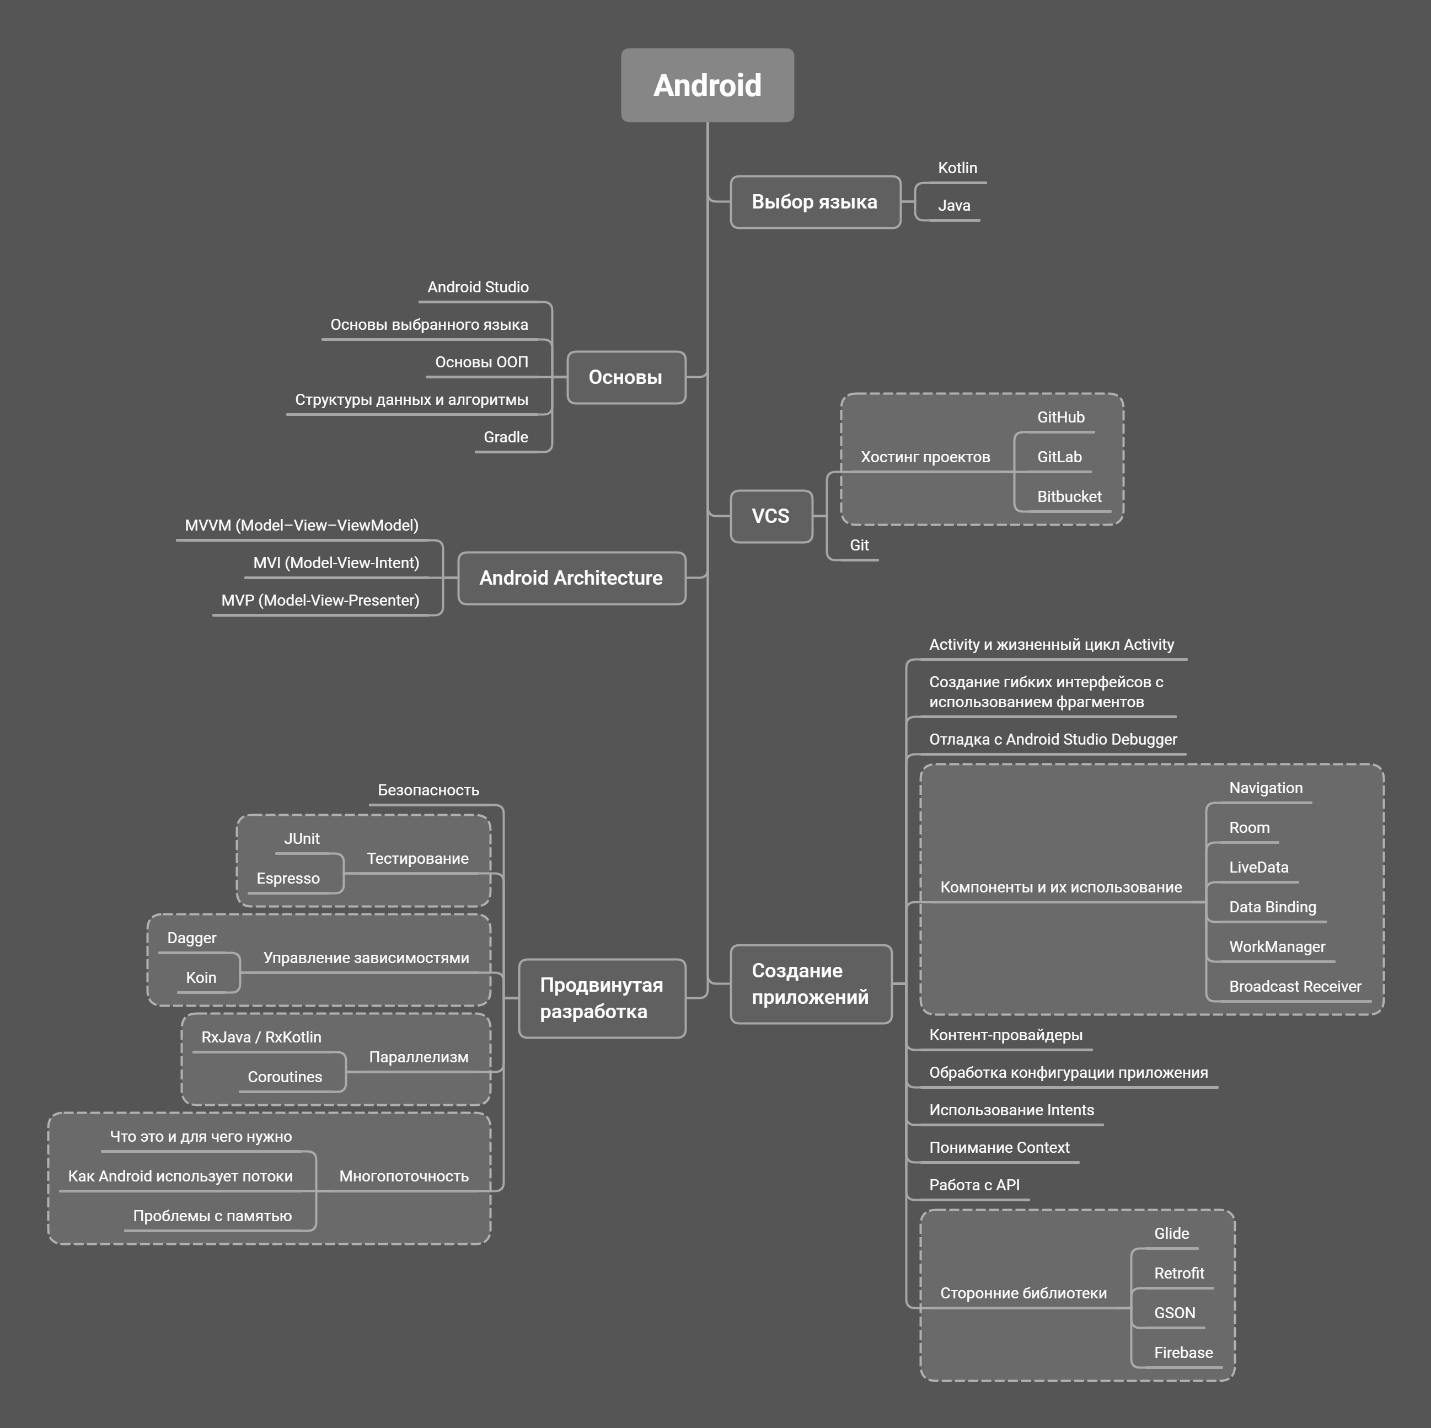 Android
Выбор языка
Kotlin
Java
Android Studio
Основы выбранного языка
Основы ООП
Структуры данных и алгоритмы
Gradle
Основы
VCS
Хостинг проектов
GitHub
GitLab
Bitbucket
Git
MVVM (Model–View–ViewModel)
MVI (Model-View-Intent)
MVP (Model-View-Presenter)
Android Architecture
Создание
приложений
Activity и жизненный цикл Activity
Создание гибких интерфейсов с
использованием фрагментов
Отладка с Android Studio Debugger
Компоненты и их использование
Navigation
Room
LiveData
Data Binding
WorkManager
Broadcast Receiver
Контент-провайдеры
Обработка конфигурации приложения
Использование Intents
Понимание Context
Работа с API
Сторонние библиотеки
Glide
Retrofit
GSON
Firebase
Продвинутая
разработка
Безопасность
Тестирование
JUnit
Espresso
Управление зависимостями
Dagger
Koin
Параллелизм
RxJava / RxKotlin
Coroutines
Многопоточность
Что это и для чего нужно
Как Android использует потоки
Проблемы с памятью